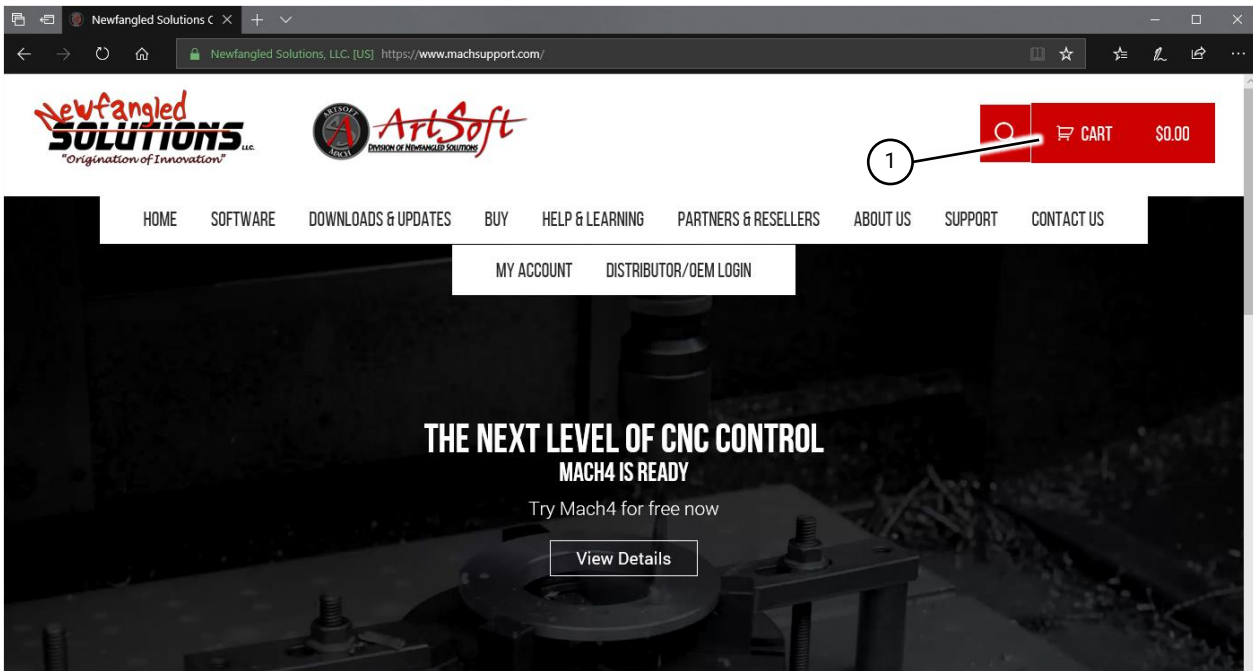 Newfangled Solutions C
Newfangled Solutions, LLC. [US] https://www.machsupport.com/
Newfangled
SOLUTIONS LLC.
"Origination of Innovation"
ARTSOFT
MACH
ArtSoft
DIVISION OF NEWFANGLED SOLUTIONS
CART $0.00
1
HOME SOFTWARE DOWNLOADS & UPDATES BUY HELP & LEARNING PARTNERS & RESELLERS ABOUT US SUPPORT CONTACT US
MY ACCOUNT DISTRIBUTOR/OEM LOGIN
THE NEXT LEVEL OF CNC CONTROL
MACH4 IS READY
Try Mach4 for free now
View Details